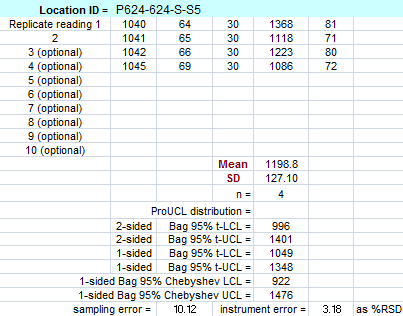 Location ID = P624-624-S-S5
Replicate reading 1 1040 64 30 1368 81
2 1041 65 30 1118 71
3 (optional) 1042 66 30 1223 80
4 (optional) 1045 69 30 1086 72
5 (optional)
6 (optional)
7 (optional)
8 (optional)
9 (optional)
10 (optional)
Mean 1198.8
SD 127.10
n = 4
ProUCL distribution =
2-sided Bag 95% t-LCL = 996
2-sided Bag 95% t-UCL = 1401
1-sided Bag 95% t-LCL = 1049
1-sided Bag 95% t-UCL = 1348
1-sided Bag 95% Chebyshev LCL = 922
1-sided Bag 95% Chebyshev UCL = 1476
sampling error = 10.12 instrument error = 3.18 as %RSD